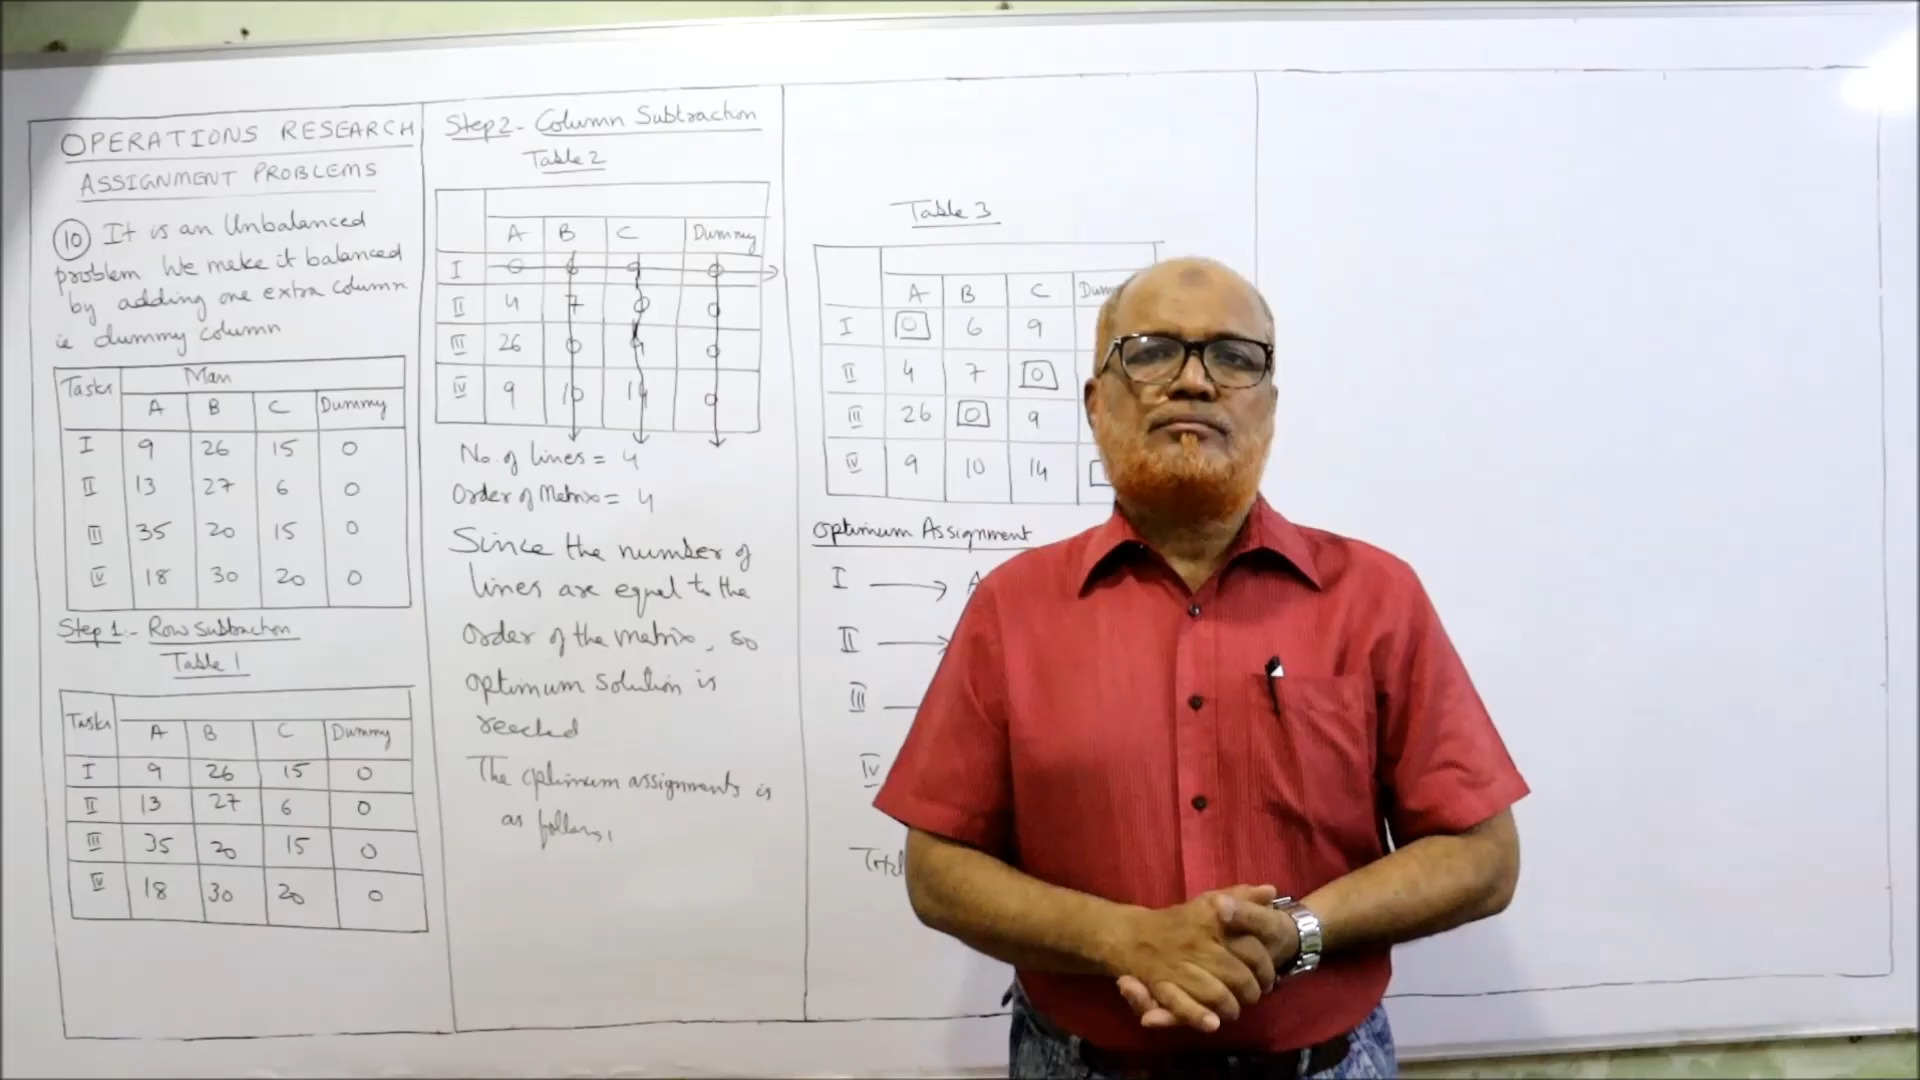 OPERATIONS RESEARCH
ASSIGNMENT PROBLEMS
10 It is an Unbalanced
problem We make it balanced
by adding one extra column
ie dummy column
Tasks Man
A B C Dummy
I 9 26 15 0
II 13 27 6 0
III 35 20 15 0
IV 18 30 20 0
Step 1.- Row Subtraction
Table 1
Tasks
A B C Dummy
I 9 26 15 0
II 13 27 6 0
III 35 20 15 0
IV 18 30 20 0
Step 2- Column Subtraction
Table 2
A B C Dummy
I 0 6 9 0
II 4 7 0 0
III 26 0 9 0
IV 9 10 14 0
No. of lines = 4
Order of Matrix = 4
Since the number of
lines are equal to the
order of the matrix, so
optimum solution is
reached
The optimum assignments is
as follows,
Table 3
A B C Dum
I 0 6 9
II 4 7 0
III 26 0 9
IV 9 10 14
Optimum Assignment
I → A
II →
III
IV
Total